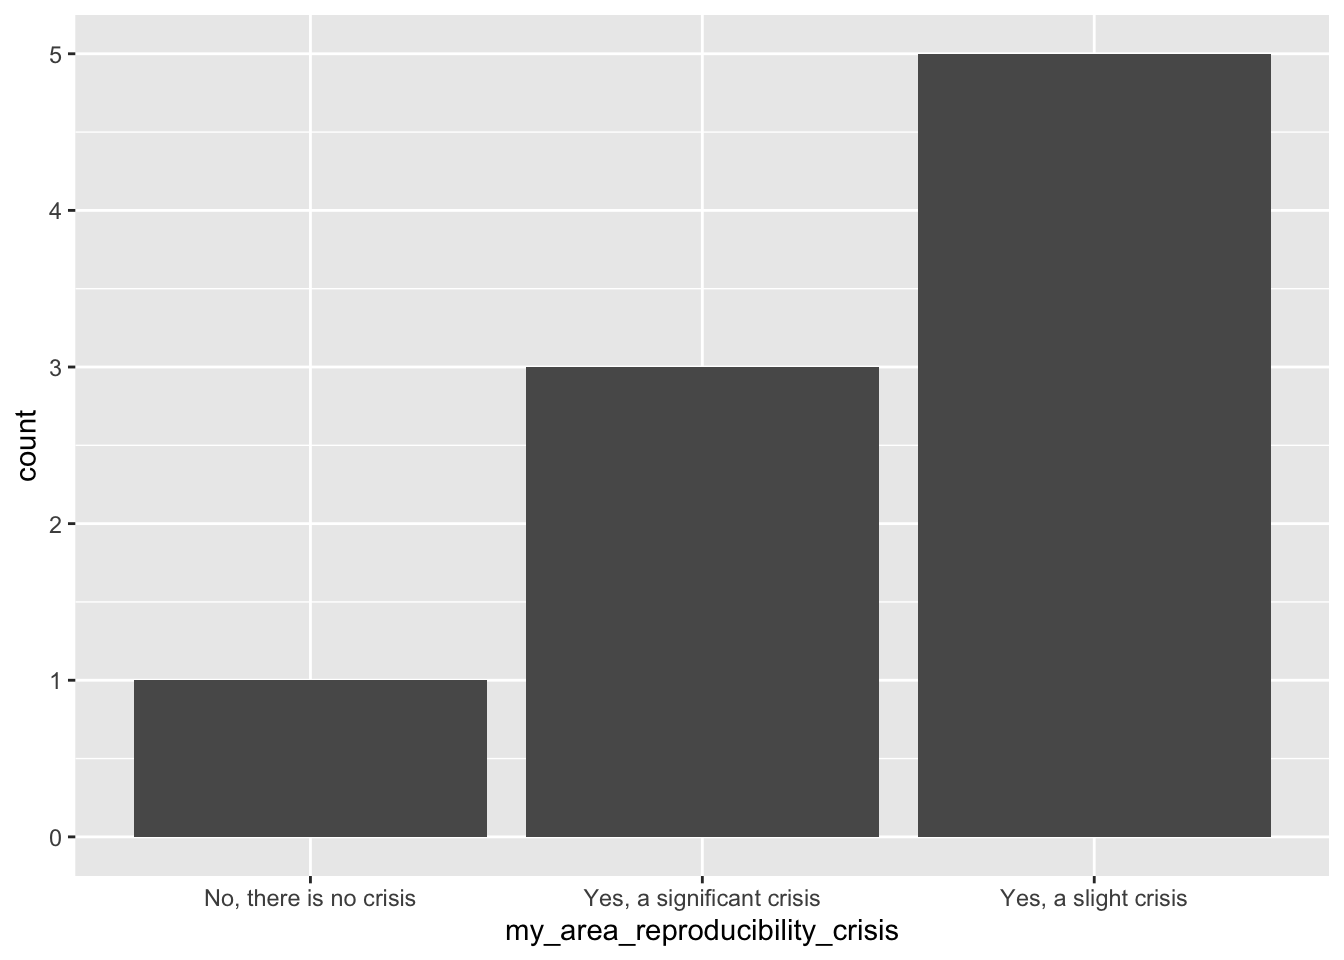 5
4
3
2
1
0
count
No, there is no crisis
Yes, a significant crisis
Yes, a slight crisis
my_area_reproducibility_crisis